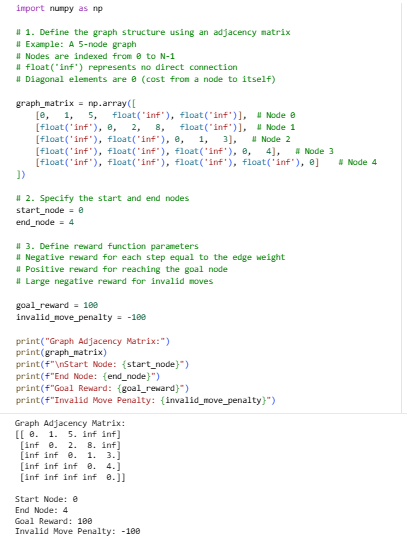 import numpy as np
# 1. Define the graph structure using an adjacency matrix
# Example: A 5-node graph
# Nodes are indexed from 0 to N-1
# float('inf') represents no direct connection
# Diagonal elements are 0 (cost from a node to itself)
graph_matrix = np.array([
[0, 1, 5, float('inf'), float('inf')], # Node 0
[float('inf'), 0, 2, 8, float('inf')], # Node 1
[float('inf'), float('inf'), 0, 1, 3], # Node 2
[float('inf'), float('inf'), float('inf'), 0, 4], # Node 3
[float('inf'), float('inf'), float('inf'), float('inf'), 0] # Node 4
])
# 2. Specify the start and end nodes
start_node = 0
end_node = 4
# 3. Define reward function parameters
# Negative reward for each step equal to the edge weight
# Positive reward for reaching the goal node
# Large negative reward for invalid moves
goal_reward = 100
invalid_move_penalty = -100
print("Graph Adjacency Matrix:")
print(graph_matrix)
print(f"\nStart Node: {start_node}")
print(f"End Node: {end_node}")
print(f"Goal Reward: {goal_reward}")
print(f"Invalid Move Penalty: {invalid_move_penalty}")
Graph Adjacency Matrix:
[[ 0. 1. 5. inf inf]
[inf 0. 2. 8. inf]
[inf inf 0. 1. 3.]
[inf inf inf 0. 4.]
[inf inf inf inf 0.]]
Start Node: 0
End Node: 4
Goal Reward: 100
Invalid Move Penalty: -100